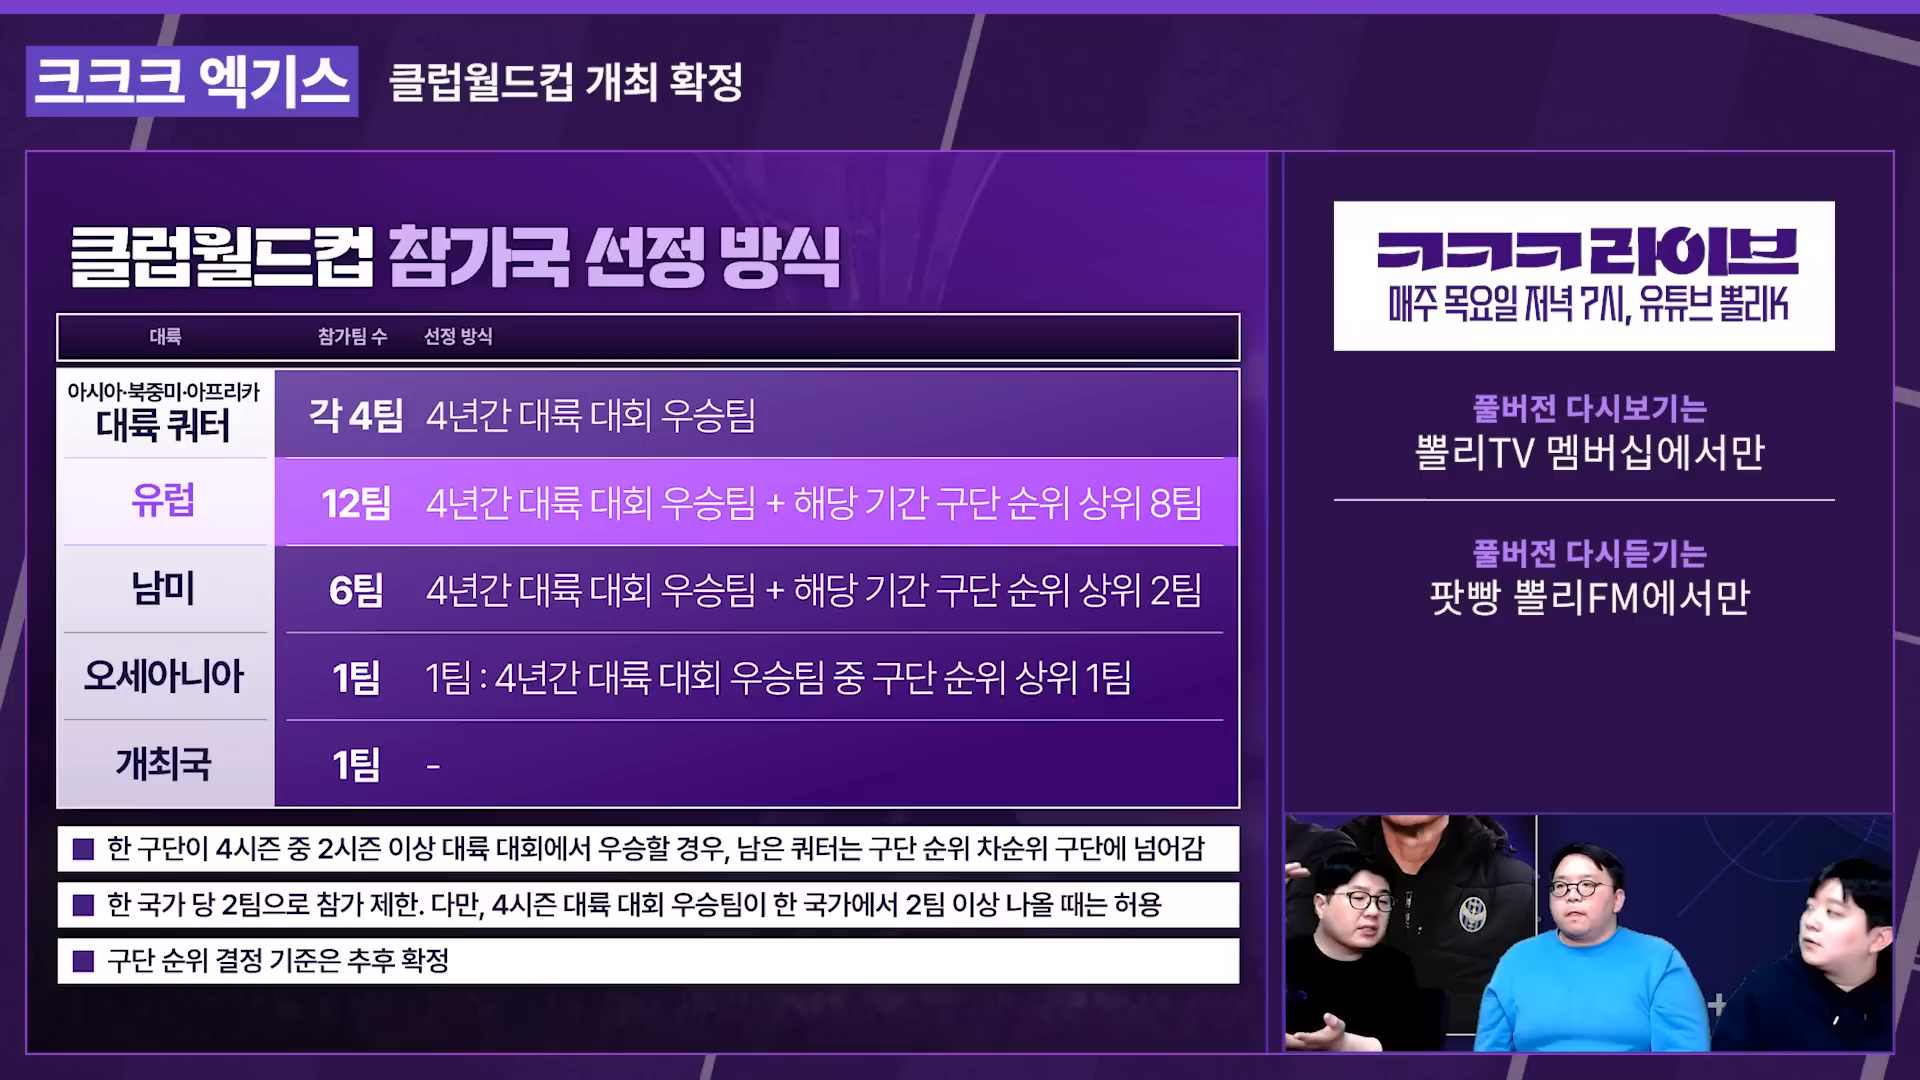 크크크 엑기스
클럽월드컵 개최 확정
클럽월드컵 참가국 선정 방식
대륙 참가팀 수 선정 방식
아시아·북중미·아프리카
대륙 쿼터 각 4팀 4년간 대륙 대회 우승팀
유럽 12팀 4년간 대륙 대회 우승팀 + 해당 기간 구단 순위 상위 8팀
남미 6팀 4년간 대륙 대회 우승팀 + 해당 기간 구단 순위 상위 2팀
오세아니아 1팀 1팀 : 4년간 대륙 대회 우승팀 중 구단 순위 상위 1팀
개최국 1팀 -
한 구단이 4시즌 중 2시즌 이상 대륙 대회에서 우승할 경우, 남은 쿼터는 구단 순위 차순위 구단에 넘어감
한 국가 당 2팀으로 참가 제한. 다만, 4시즌 대륙 대회 우승팀이 한 국가에서 2팀 이상 나올 때는 허용
구단 순위 결정 기준은 추후 확정
크크크 라이브
매주 목요일 저녁 7시, 유튜브 뽈리K
풀버전 다시보기는
뽈리TV 멤버십에서만
풀버전 다시듣기는
팟빵 뽈리FM에서만